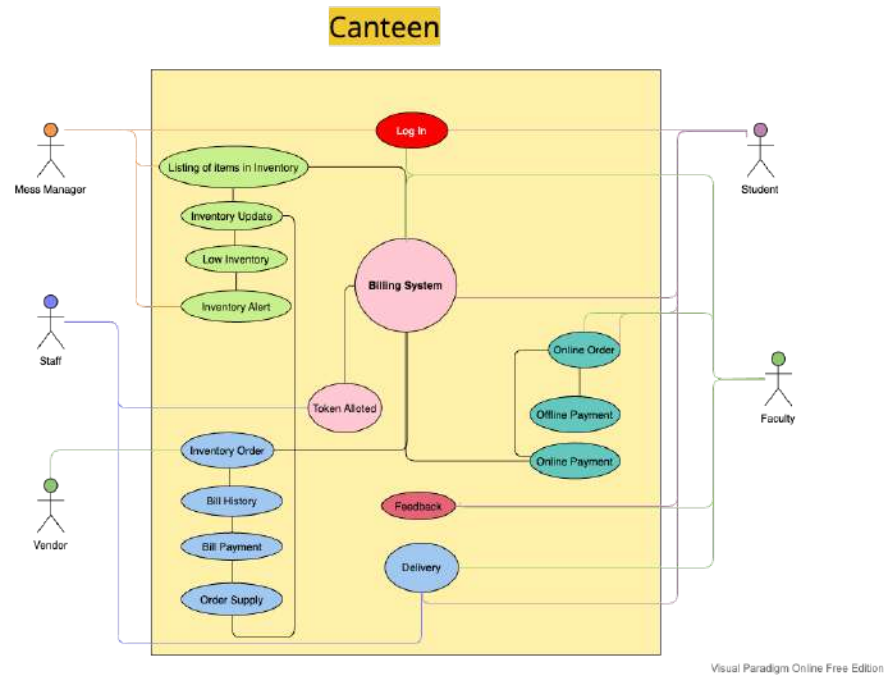 Canteen
Log In
Mess Manager
Student
Listing of items in Inventory
Inventory Update
Low Inventory
Inventory Alert
Billing System
Staff
Online Order
Token Alloted
Offline Payment
Faculty
Inventory Order
Online Payment
Bill History
Feedback
Vendor
Bill Payment
Delivery
Order Supply
Visual Paradigm Online Free Edition